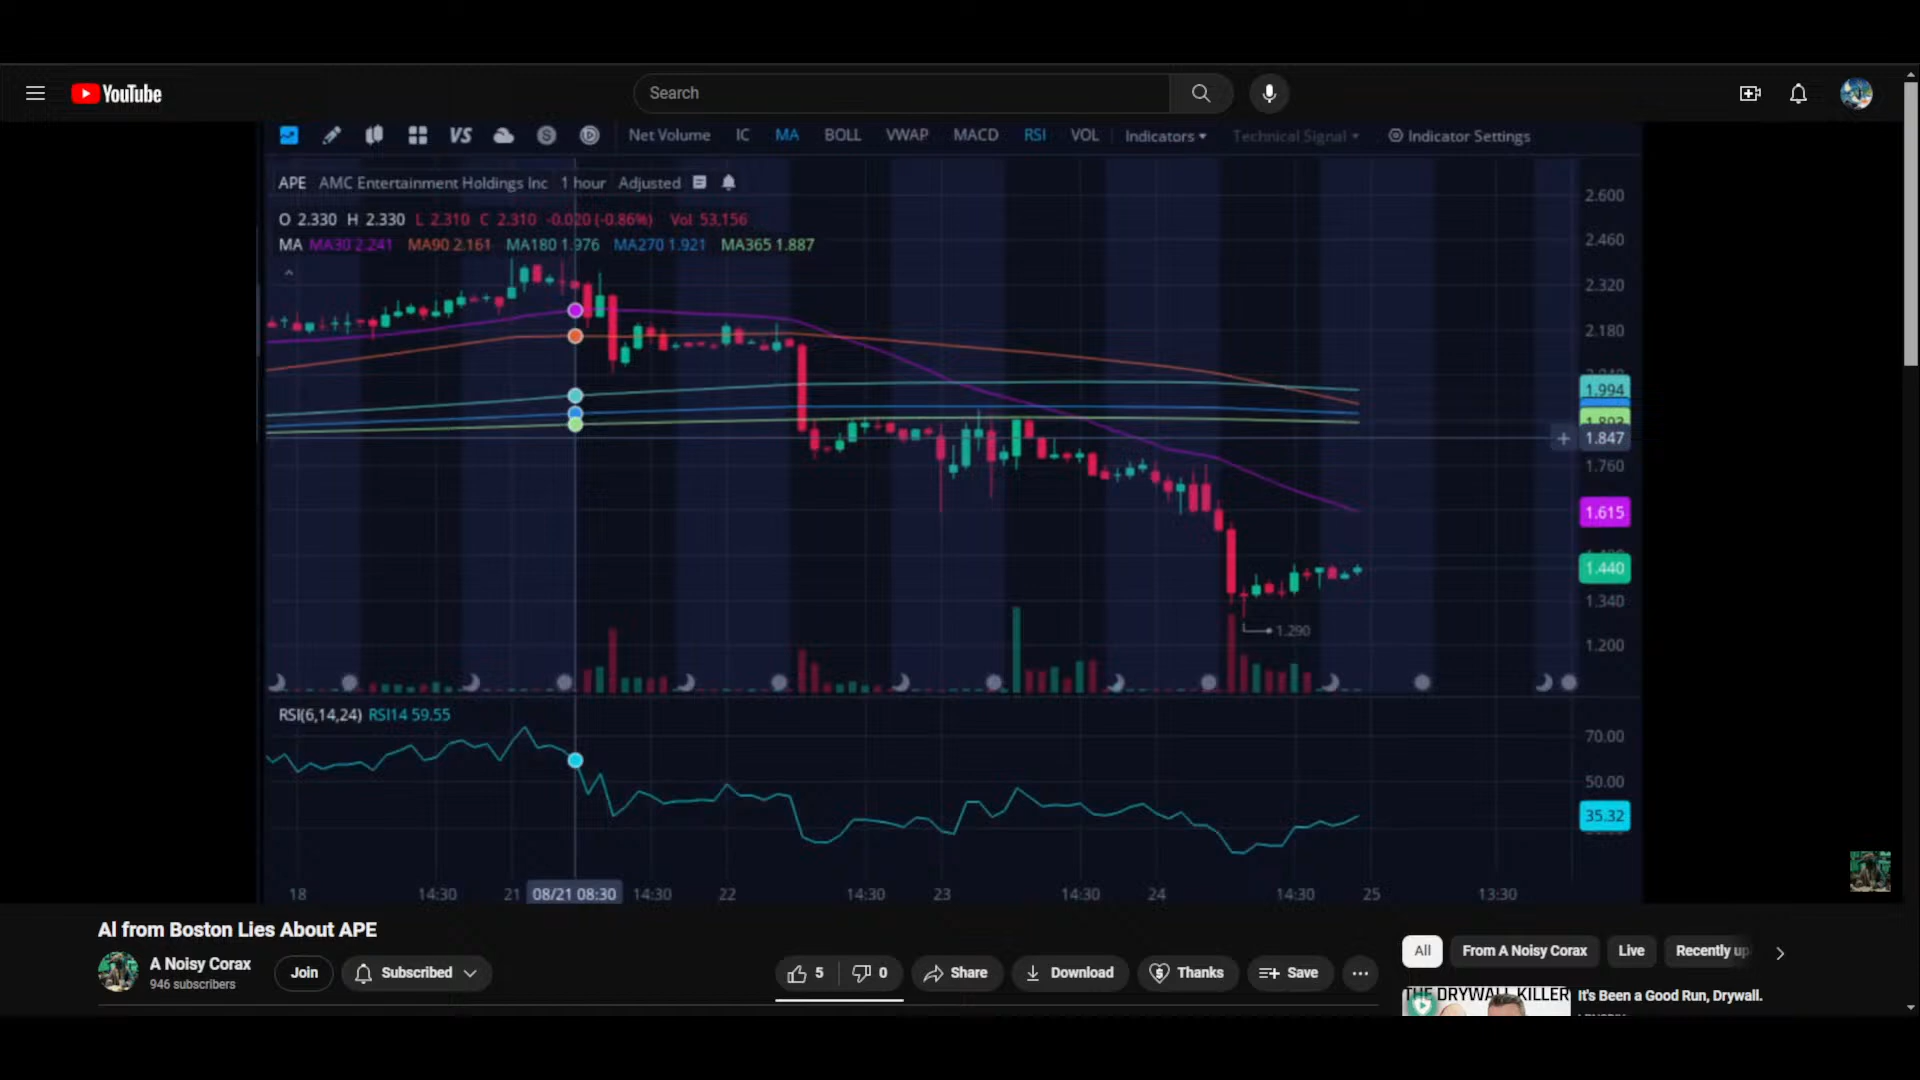 YouTube
Search
VS
Net Volume IC MA BOLL VWAP MACD RSI VOL Indicators Technical Signal Indicator Settings
APE AMC Entertainment Holdings Inc 1 hour Adjusted
O 2.330 H 2.330 L 2.310 C 2.310 -0.020 (-0.86%) Vol 53,156
MA MA30 2.241 MA90 2.161 MA180 1.976 MA270 1.921 MA365 1.887
2.600
2.460
2.320
2.180
1.994
1.847
1.760
1.615
1.440
1.340
1.290
1.200
RSI(6,14,24) RSI14 59.55
70.00
50.00
35.32
18 14:30 21 08/21 08:30 14:30 22 14:30 23 14:30 24 14:30 25 13:30
Al from Boston Lies About APE
A Noisy Corax
946 subscribers
Join
Subscribed
5 0 Share Download Thanks Save
All From A Noisy Corax Live Recently up
THE DRYWALL KILLER
It's Been a Good Run, Drywall.